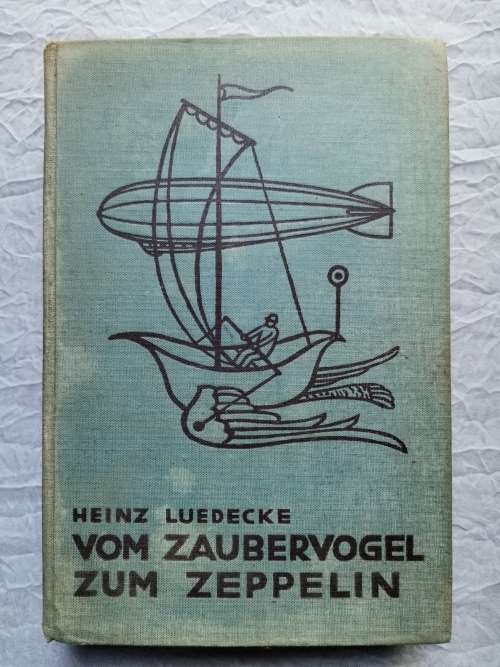 HEINZ LUEDECKE
VOM ZAUBERVOGEL
ZUM ZEPPELIN